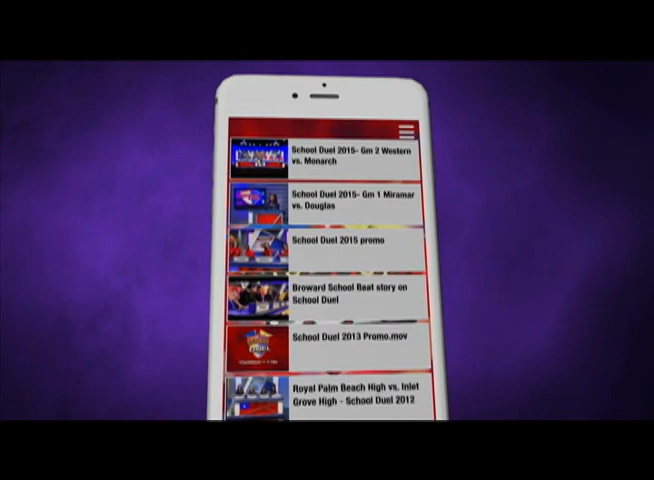 School Duel 2015- Gm 2 Western
vs. Monarch
School Duel 2015- Gm 1 Miramar
vs. Douglas
School Duel 2015 promo
Broward School Beat story on
School Duel
School Duel 2013 Promo.mov
DUEL
Royal Palm Beach High vs. Inlet
Grove High - School Duel 2012